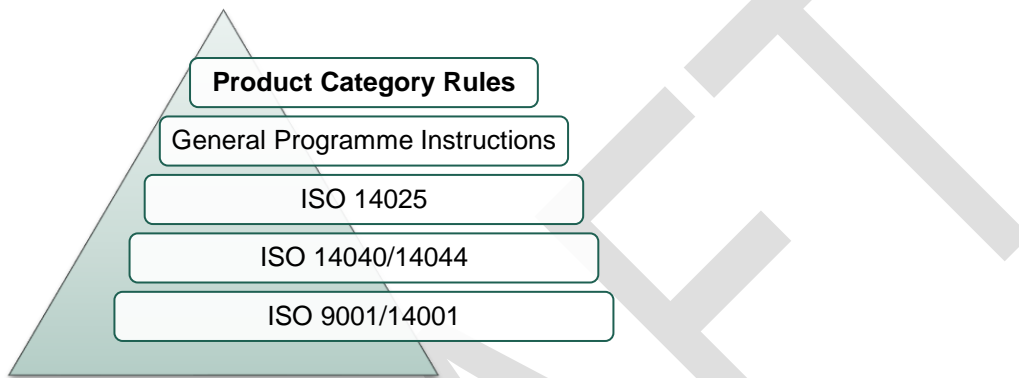 Product Category Rules
General Programme Instructions
ISO 14025
ISO 14040/14044
ISO 9001/14001